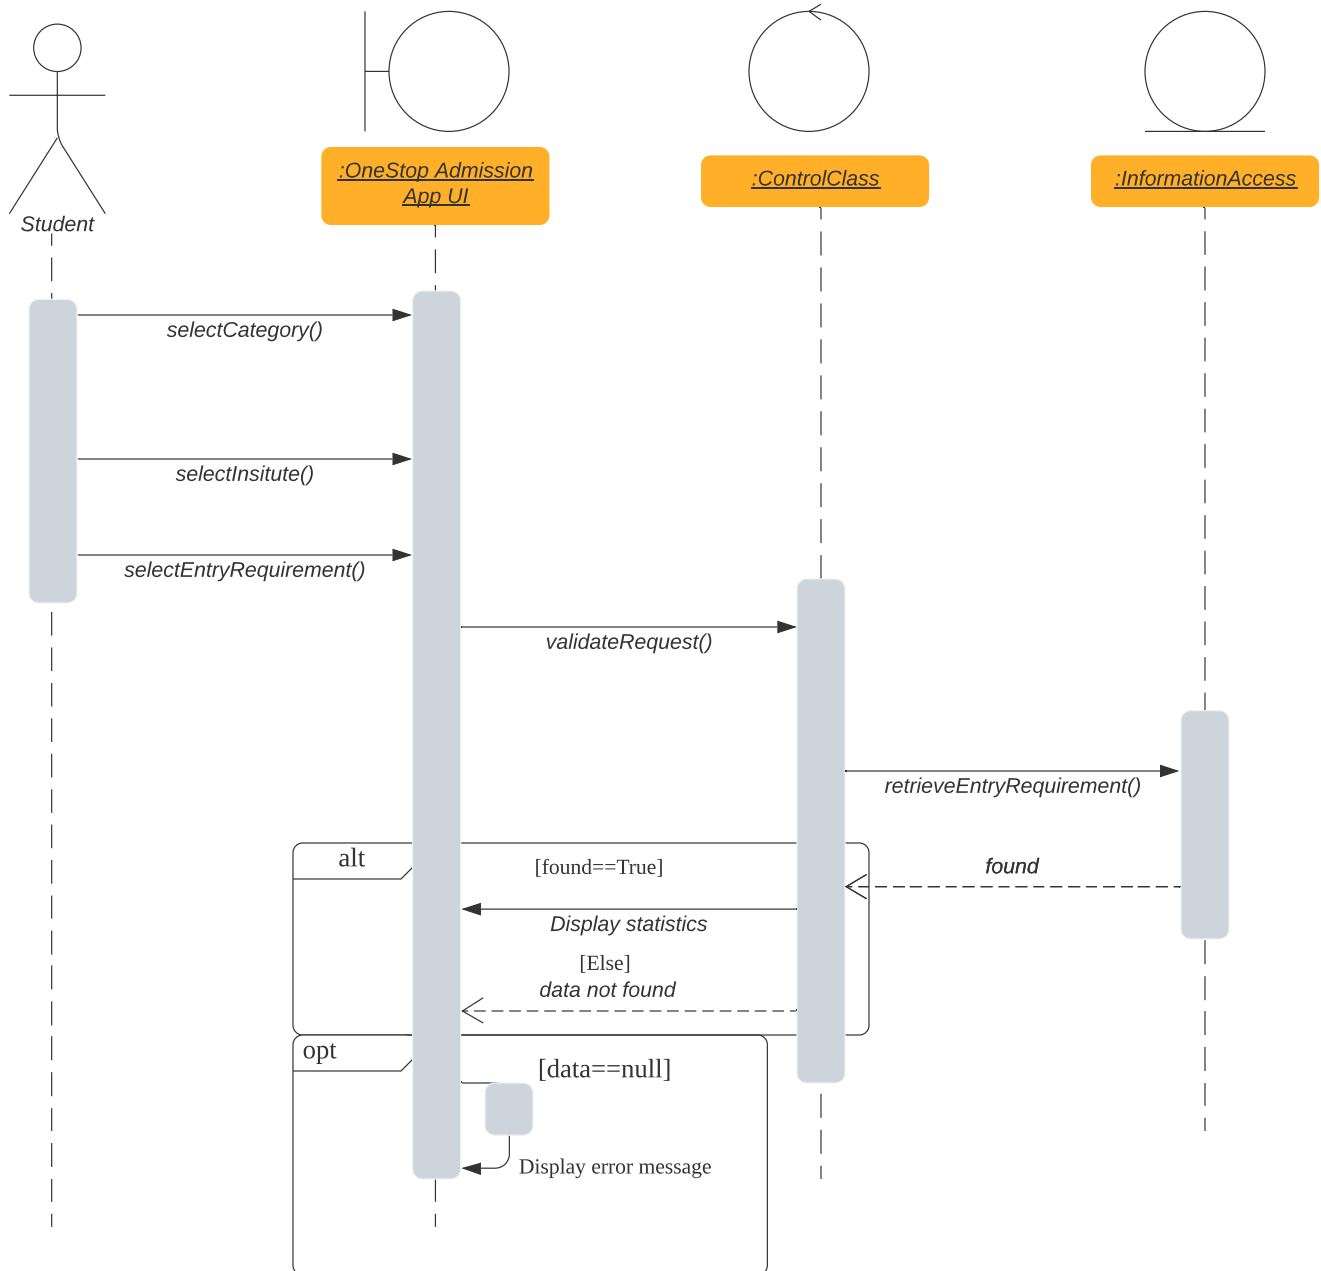 Student
:OneStop Admission
App UI
:ControlClass
:InformationAccess
selectCategory()
selectInsitute()
selectEntryRequirement()
validateRequest()
retrieveEntryRequirement()
alt
[found==True]
found
Display statistics
[Else]
data not found
opt
[data==null]
Display error message